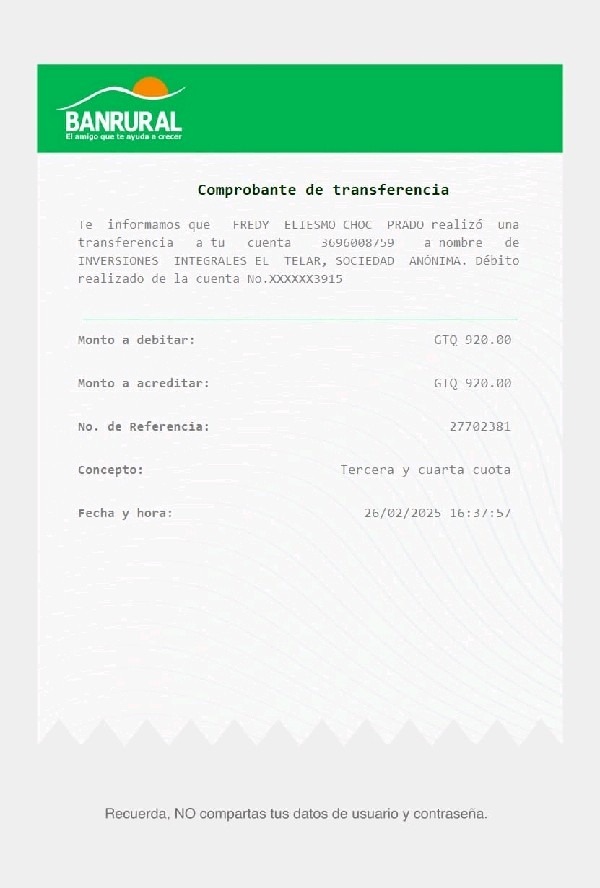 BANRURAL
El amigo que te ayuda a crecer
Comprobante de transferencia
Te informamos que FREDY ELIESMO CHOC PRADO realizó una
transferencia a tu cuenta 3696008759 a nombre de
INVERSIONES INTEGRALES EL TELAR, SOCIEDAD ANÓNIMA. Débito
realizado de la cuenta No.XXXXXX3915
Monto a debitar: GTQ 920.00
Monto a acreditar: GTQ 920.00
No. de Referencia: 27702381
Concepto: Tercera y cuarta cuota
Fecha y hora: 26/02/2025 16:37:57
Recuerda, NO compartas tus datos de usuario y contraseña.